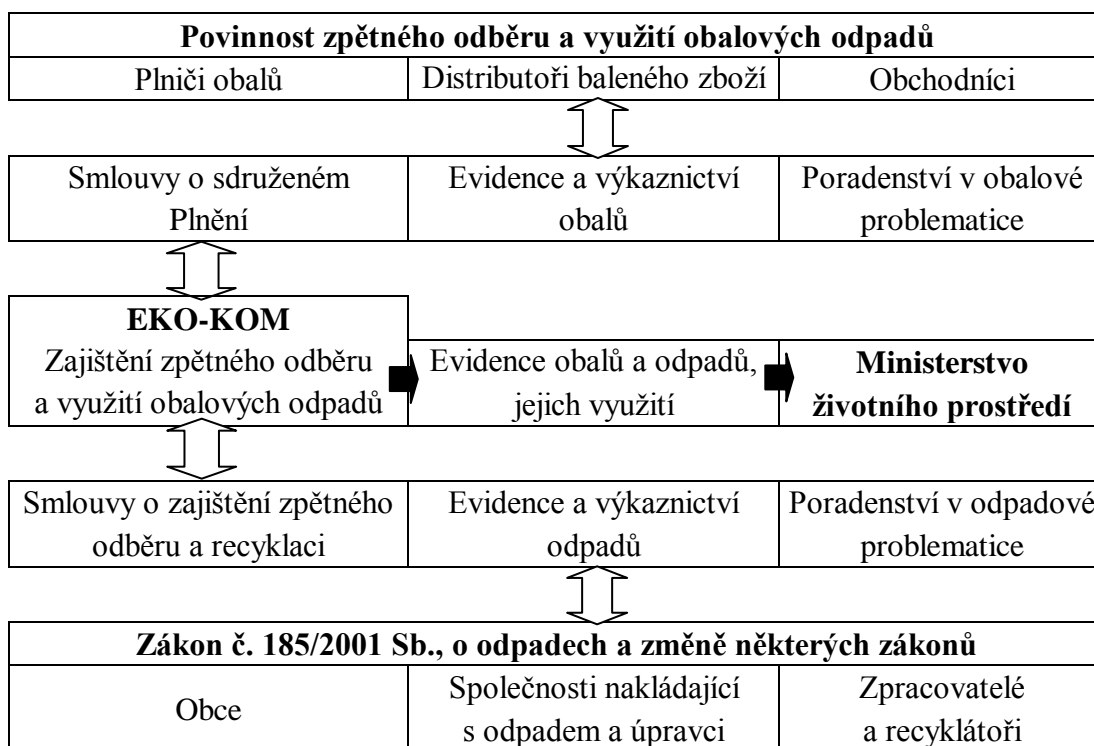 Povinnost zpětného odběru a využití obalových odpadů
Plniči obalů
Distributoři baleného zboží
Obchodníci
Smlouvy o sdruženém
Plnění
Evidence a výkaznictví
obalů
Poradenství v obalové
problematice
EKO-KOM
Zajištění zpětného odběru
a využití obalových odpadů
Evidence obalů a odpadů,
jejich využití
Ministerstvo
životního prostředí
Smlouvy o zajištění zpětného
odběru a recyklaci
Evidence a výkaznictví
odpadů
Poradenství v odpadové
problematice
Zákon č. 185/2001 Sb., o odpadech a změně některých zákonů
Obce
Společnosti nakládající
s odpadem a úpravci
Zpracovatelé
a recyklátoři